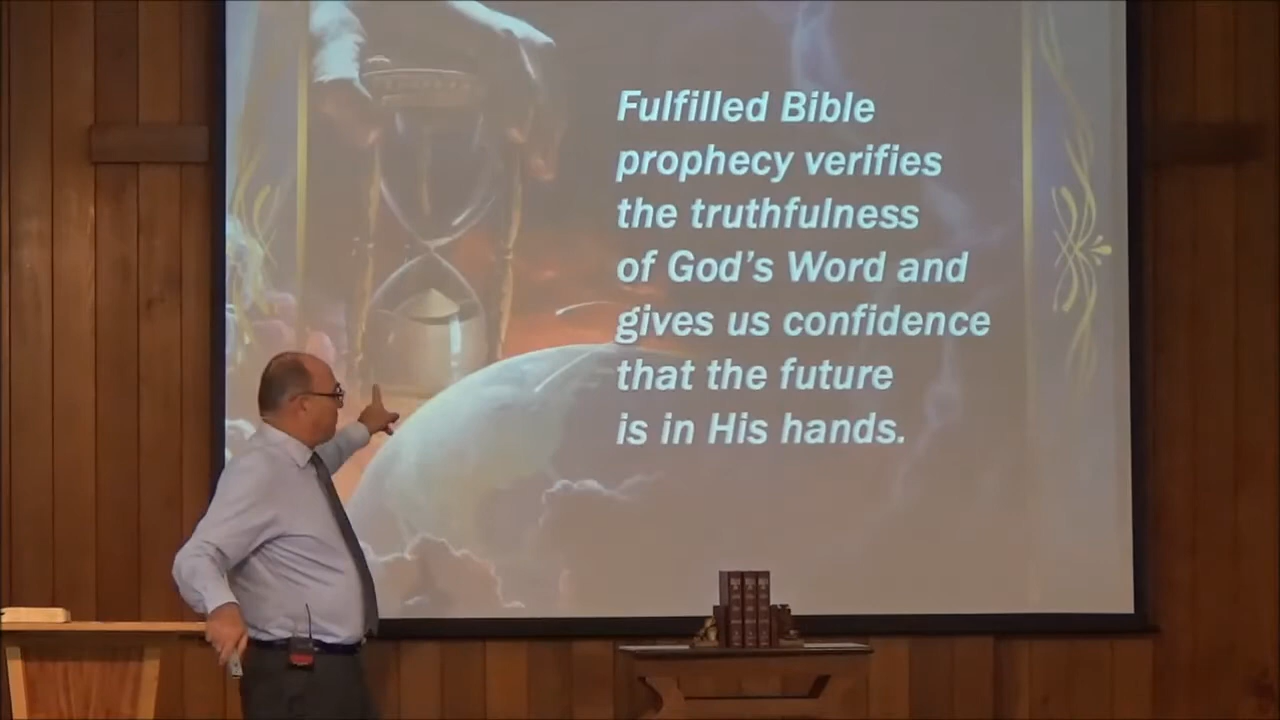 Fulfilled Bible
prophecy verifies
the truthfulness
of God's Word and
gives us confidence
that the future
is in His hands.